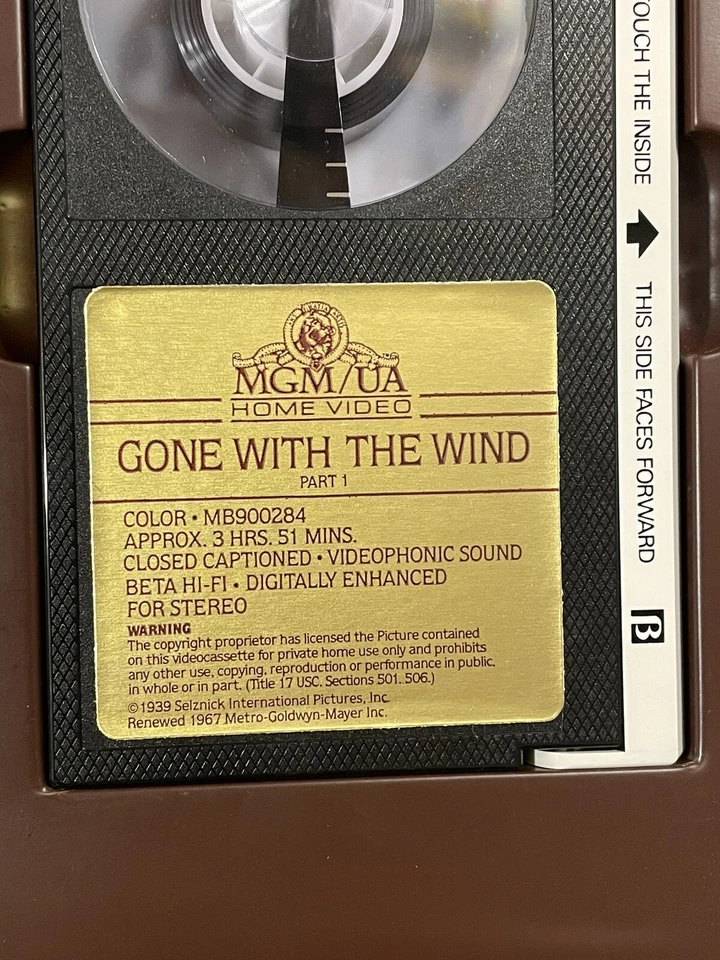 MGM/UA
HOME VIDEO
GONE WITH THE WIND
PART 1
COLOR • MB900284
APPROX. 3 HRS. 51 MINS.
CLOSED CAPTIONED • VIDEOPHONIC SOUND
BETA HI-FI • DIGITALLY ENHANCED
FOR STEREO
WARNING
The copyright proprietor has licensed the Picture contained
on this videocassette for private home use only and prohibits
any other use, copying, reproduction or performance in public,
in whole or in part. (Title 17 USC. Sections 501. 506.)
©1939 Selznick International Pictures, Inc.
Renewed 1967 Metro-Goldwyn-Mayer Inc.
TOUCH THE INSIDE
THIS SIDE FACES FORWARD
β